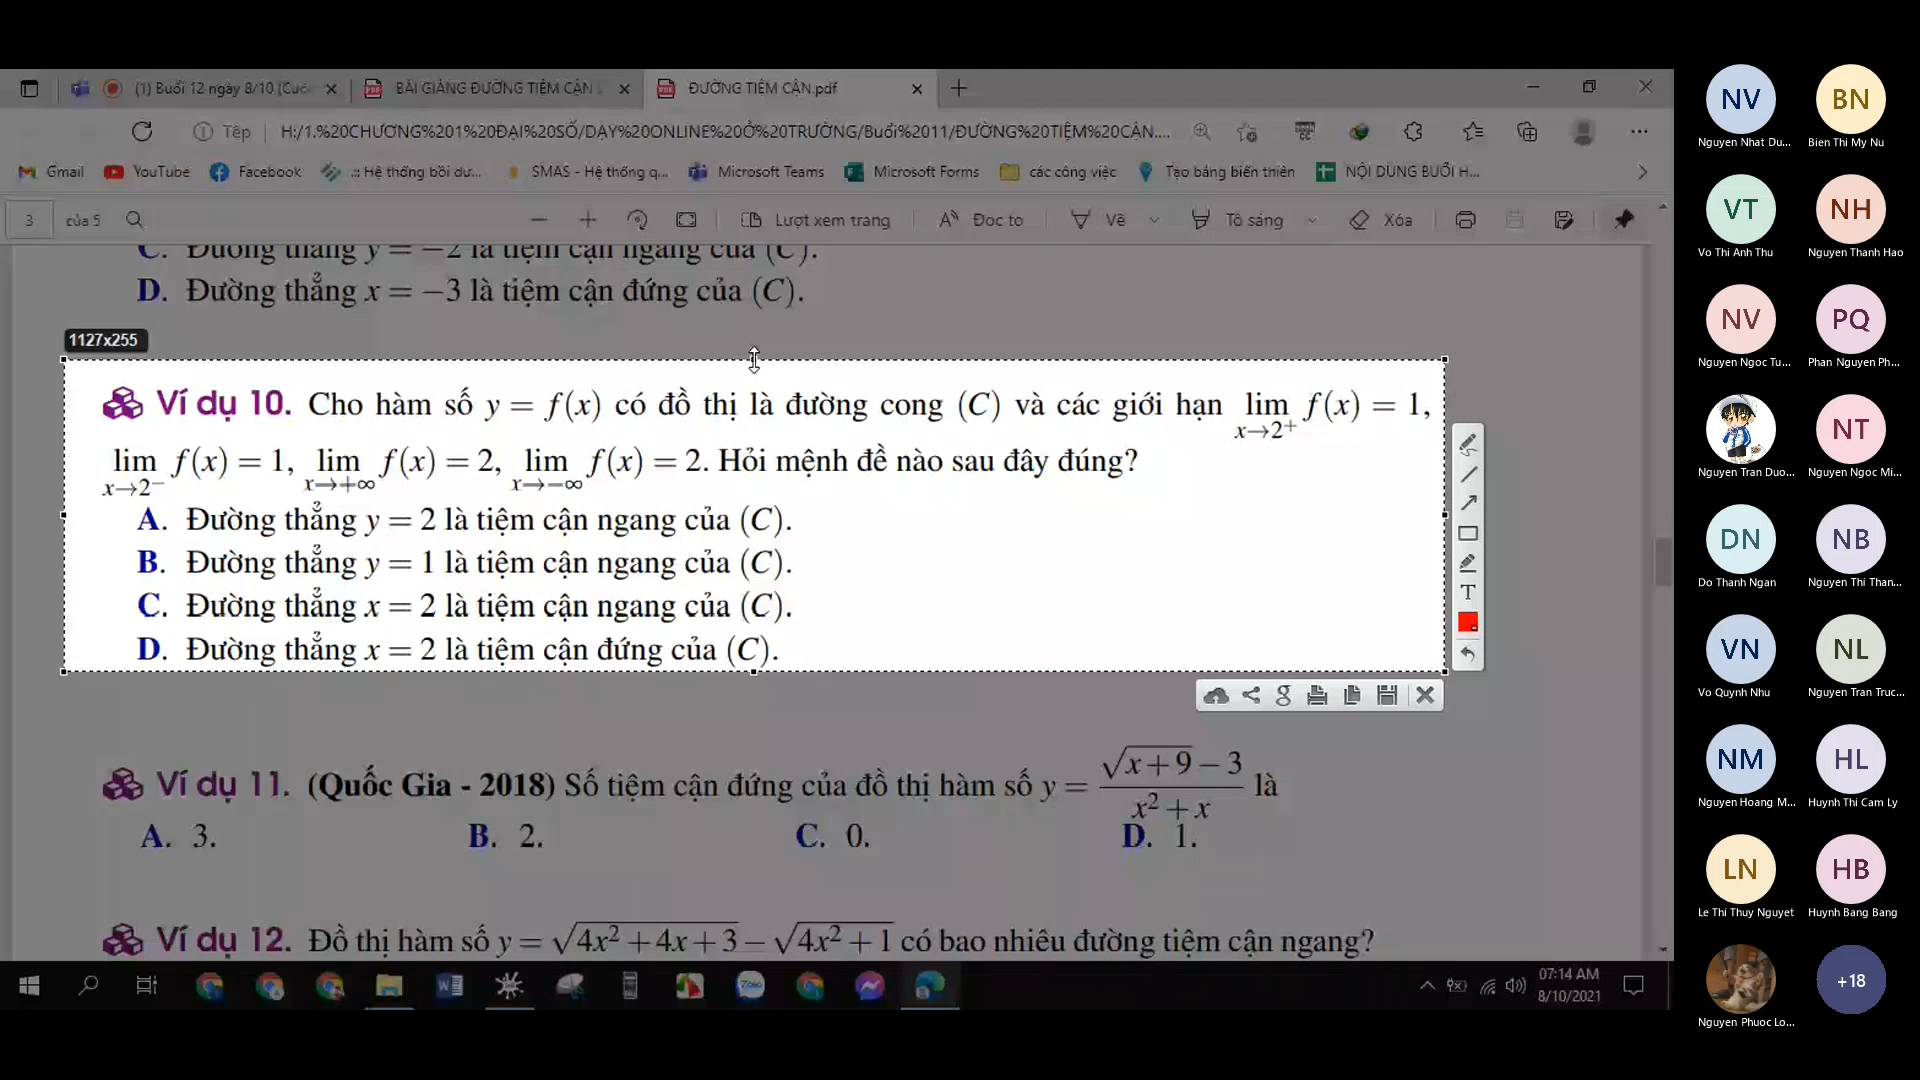 (1) Buổi 12 ngày 8/10 (Cuộ
BÀI GIẢNG ĐƯỜNG TIỆM CẬN
ĐƯỜNG TIỆM CẬN.pdf
Tệp
H:/1.%20CHƯƠNG%201%20ĐẠI%20SỐ/DẠY%20ONLINE%20Ở%20TRƯỜNG/Buổi%2011/ĐƯỜNG%20TIỆM%20CẬN....
Gmail
YouTube
Facebook
.:: Hệ thống bồi dư...
SMAS - Hệ thống q...
Microsoft Teams
Microsoft Forms
các công việc
Tạo bảng biến thiên
NỘI DUNG BUỔI H...
3 của 5
Lượt xem trang
Đọc to
Vẽ
Tô sáng
Xóa
C. Đường thẳng y = −2 là tiệm cận ngang của (C).
D. Đường thẳng x = −3 là tiệm cận đứng của (C).
1127x255
Ví dụ 10. Cho hàm số y = f(x) có đồ thị là đường cong (C) và các giới hạn lim x→2⁺ f(x) = 1,
lim x→2⁻ f(x) = 1, lim x→+∞ f(x) = 2, lim x→−∞ f(x) = 2. Hỏi mệnh đề nào sau đây đúng?
A. Đường thẳng y = 2 là tiệm cận ngang của (C).
B. Đường thẳng y = 1 là tiệm cận ngang của (C).
C. Đường thẳng x = 2 là tiệm cận ngang của (C).
D. Đường thẳng x = 2 là tiệm cận đứng của (C).
Ví dụ 11. (Quốc Gia - 2018) Số tiệm cận đứng của đồ thị hàm số y = (√(x+9) − 3)/(x² + x) là
A. 3. B. 2. C. 0. D. 1.
Ví dụ 12. Đồ thị hàm số y = √(4x² + 4x + 3) − √(4x² + 1) có bao nhiêu đường tiệm cận ngang?
07:14 AM
8/10/2021
NV BN
Nguyen Nhat Du... Bien Thi My Nu
VT NH
Vo Thi Anh Thu Nguyen Thanh Hao
NV PQ
Nguyen Ngoc Tu... Phan Nguyen Ph...
NT
Nguyen Tran Duo... Nguyen Ngoc Mi...
DN NB
Do Thanh Ngan Nguyen Thi Than...
VN NL
Vo Quynh Nhu Nguyen Tran Truc...
NM HL
Nguyen Hoang M... Huynh Thi Cam Ly
LN HB
Le Thi Thuy Nguyet Huynh Bang Bang
+18
Nguyen Phuoc Lo...